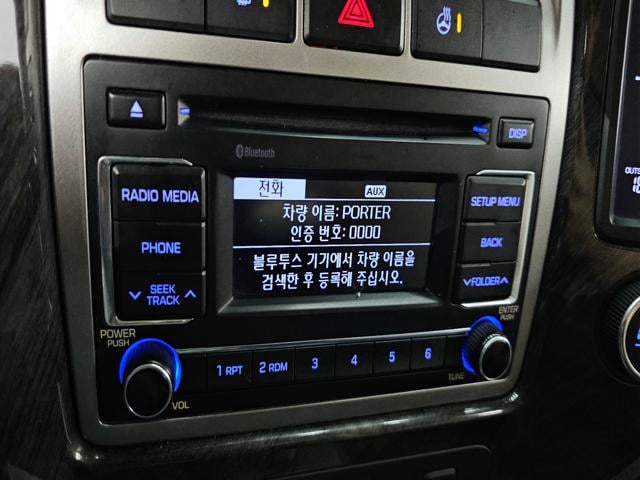 DISP
Bluetooth
RADIO MEDIA
PHONE
SEEK
TRACK
전화
AUX
차량 이름: PORTER
인증 번호: 0000
블루투스 기기에서 차량 이름을
검색한 후 등록해 주십시오.
SETUP MENU
BACK
FOLDER
POWER
PUSH
VOL
1 RPT
2 RDM
3
4
5
6
ENTER
PUSH
TUNE